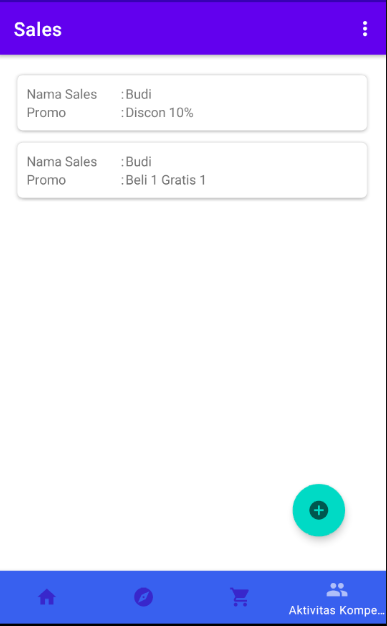 Sales
Nama Sales :Budi
Promo :Discon 10%
Nama Sales :Budi
Promo :Beli 1 Gratis 1
Aktivitas Kompe...